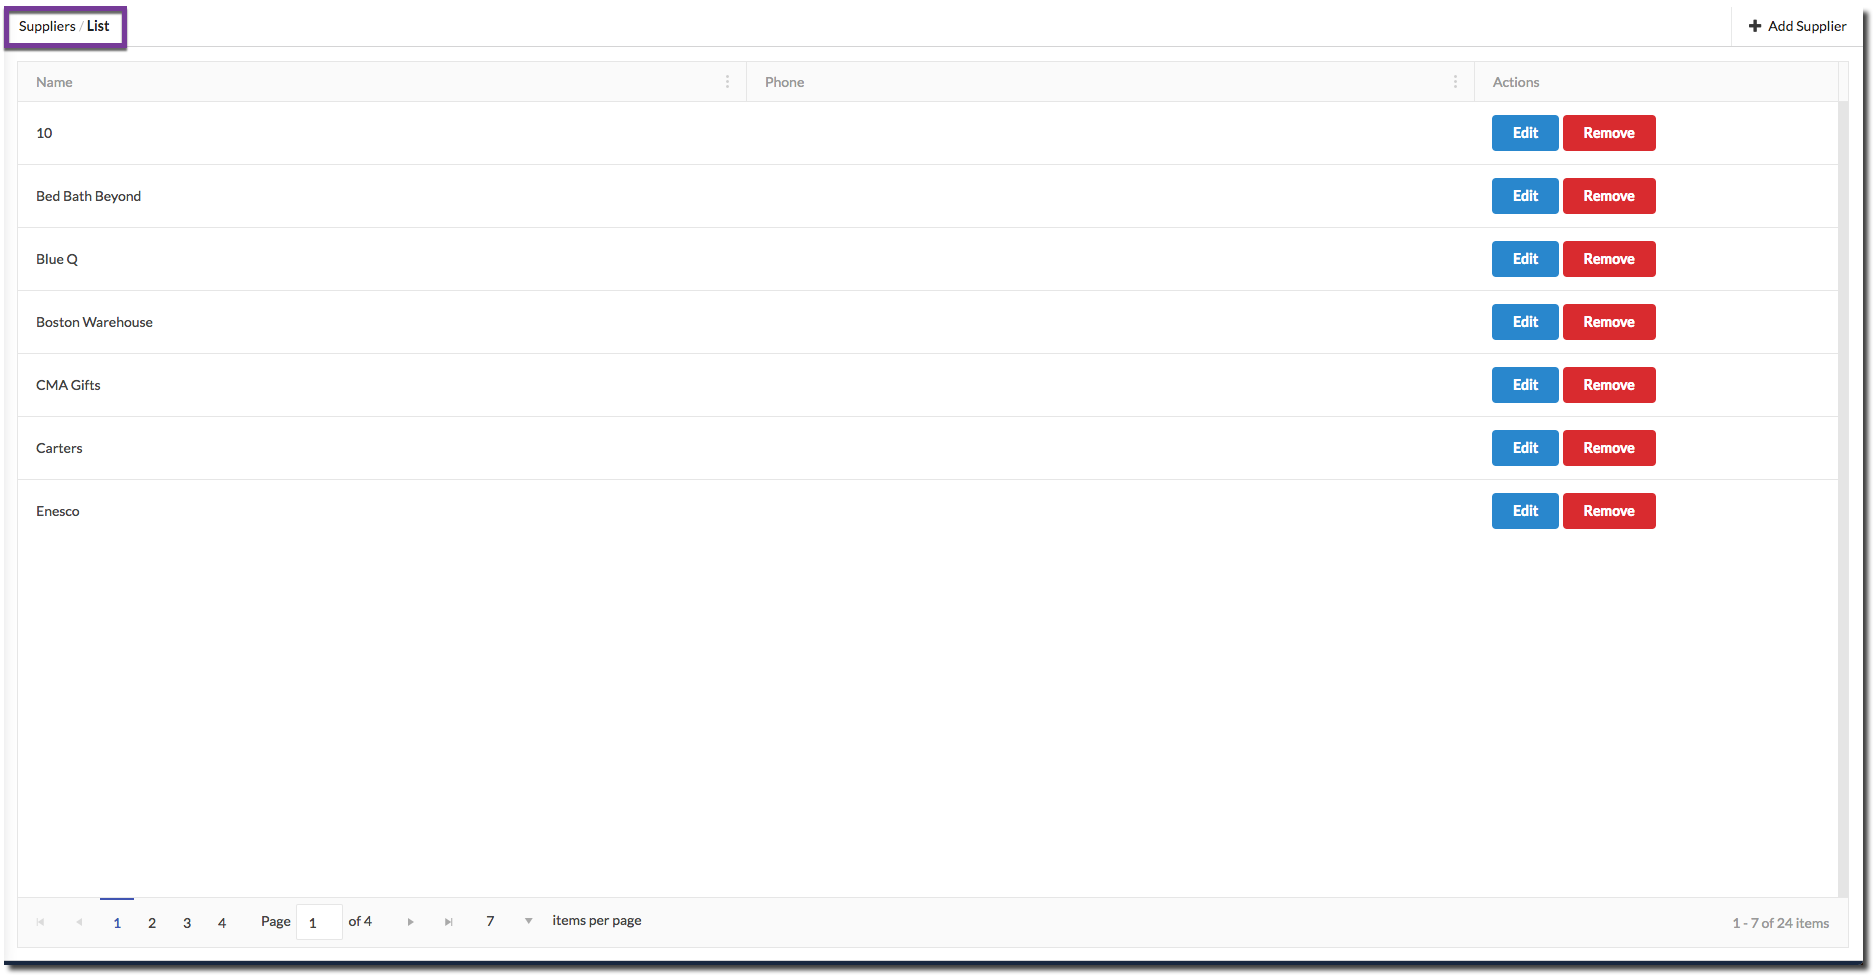 Suppliers / List
Add Supplier
Name Phone Actions
10 Edit Remove
Bed Bath Beyond Edit Remove
Blue Q Edit Remove
Boston Warehouse Edit Remove
CMA Gifts Edit Remove
Carters Edit Remove
Enesco Edit Remove
1 2 3 4 Page 1 of 4 7 items per page 1 - 7 of 24 items